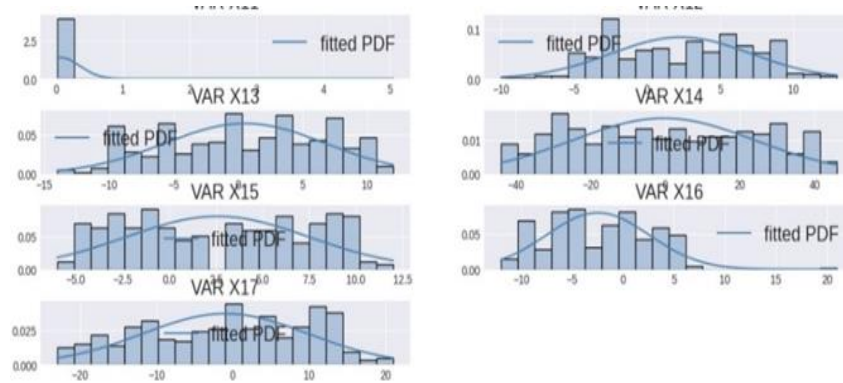 VAR X11
VAR X12
2.5
0.0
fitted PDF
0 1 2 3 4 5
0.1
0.0
fitted PDF
−10 −5 0 5 10
VAR X13
VAR X14
0.05
0.00
fitted PDF
−15 −10 −5 0 5 10
0.01
0.00
fitted PDF
−40 −20 0 20 40
VAR X15
VAR X16
0.05
0.00
fitted PDF
−5.0 −2.5 0.0 2.5 5.0 7.5 10.0 12.5
0.05
0.00
fitted PDF
−10 −5 0 5 10 15 20
VAR X17
0.025
0.000
fitted PDF
−20 −10 0 10 20